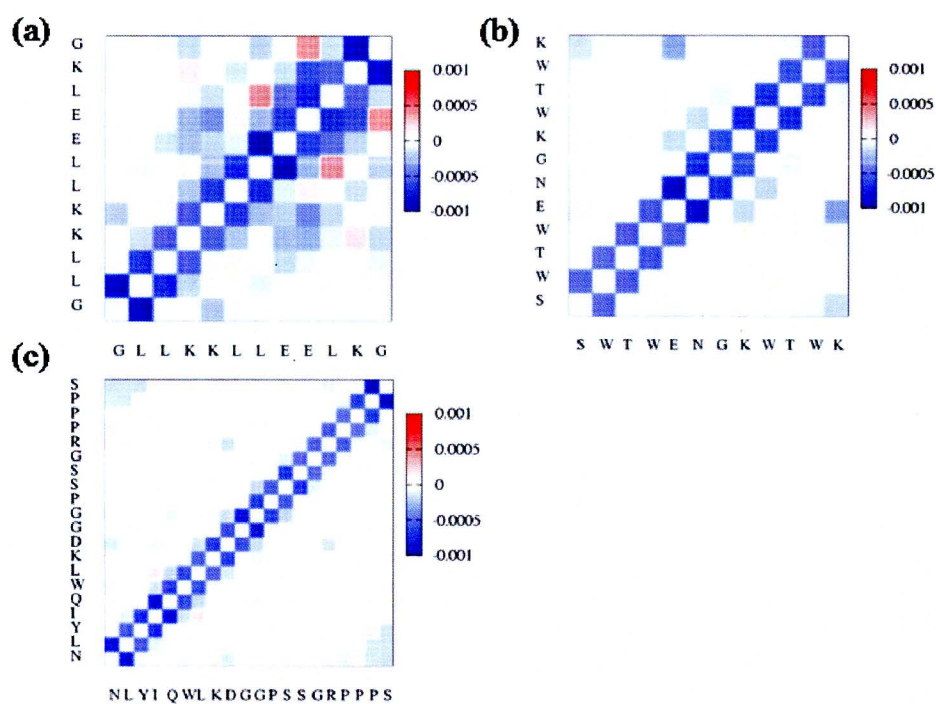 (a)
G
K
L
E
E
L
L
K
K
L
L
G
0.001
0.0005
0
-0.0005
-0.001
G L L K K L L E E L K G
(b)
K
W
T
W
K
G
N
E
W
T
W
S
0.001
0.0005
0
-0.0005
-0.001
S W T W E N G K W T W K
(c)
S
P
P
P
R
G
S
S
P
G
G
D
K
L
W
Q
I
Y
L
N
0.001
0.0005
0
-0.0005
-0.001
N L Y I Q W L K D G G P S S G R P P P S